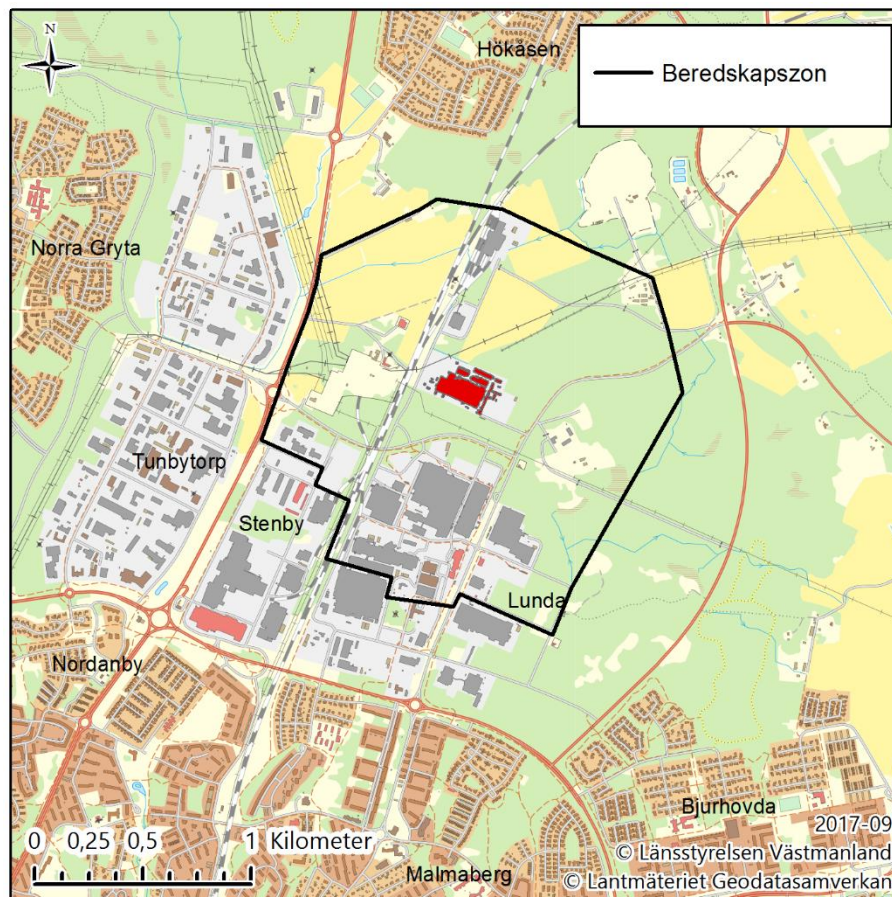 N
Hökåsen
Beredskapszon
Norra Gryta
Tunbytorp
Stenby
Lunda
Nordanby
Bjurhovda
2017-09
0 0,25 0,5 1 Kilometer
© Länsstyrelsen Västmanland
Malmaberg
© Lantmäteriet Geodatasamverkan